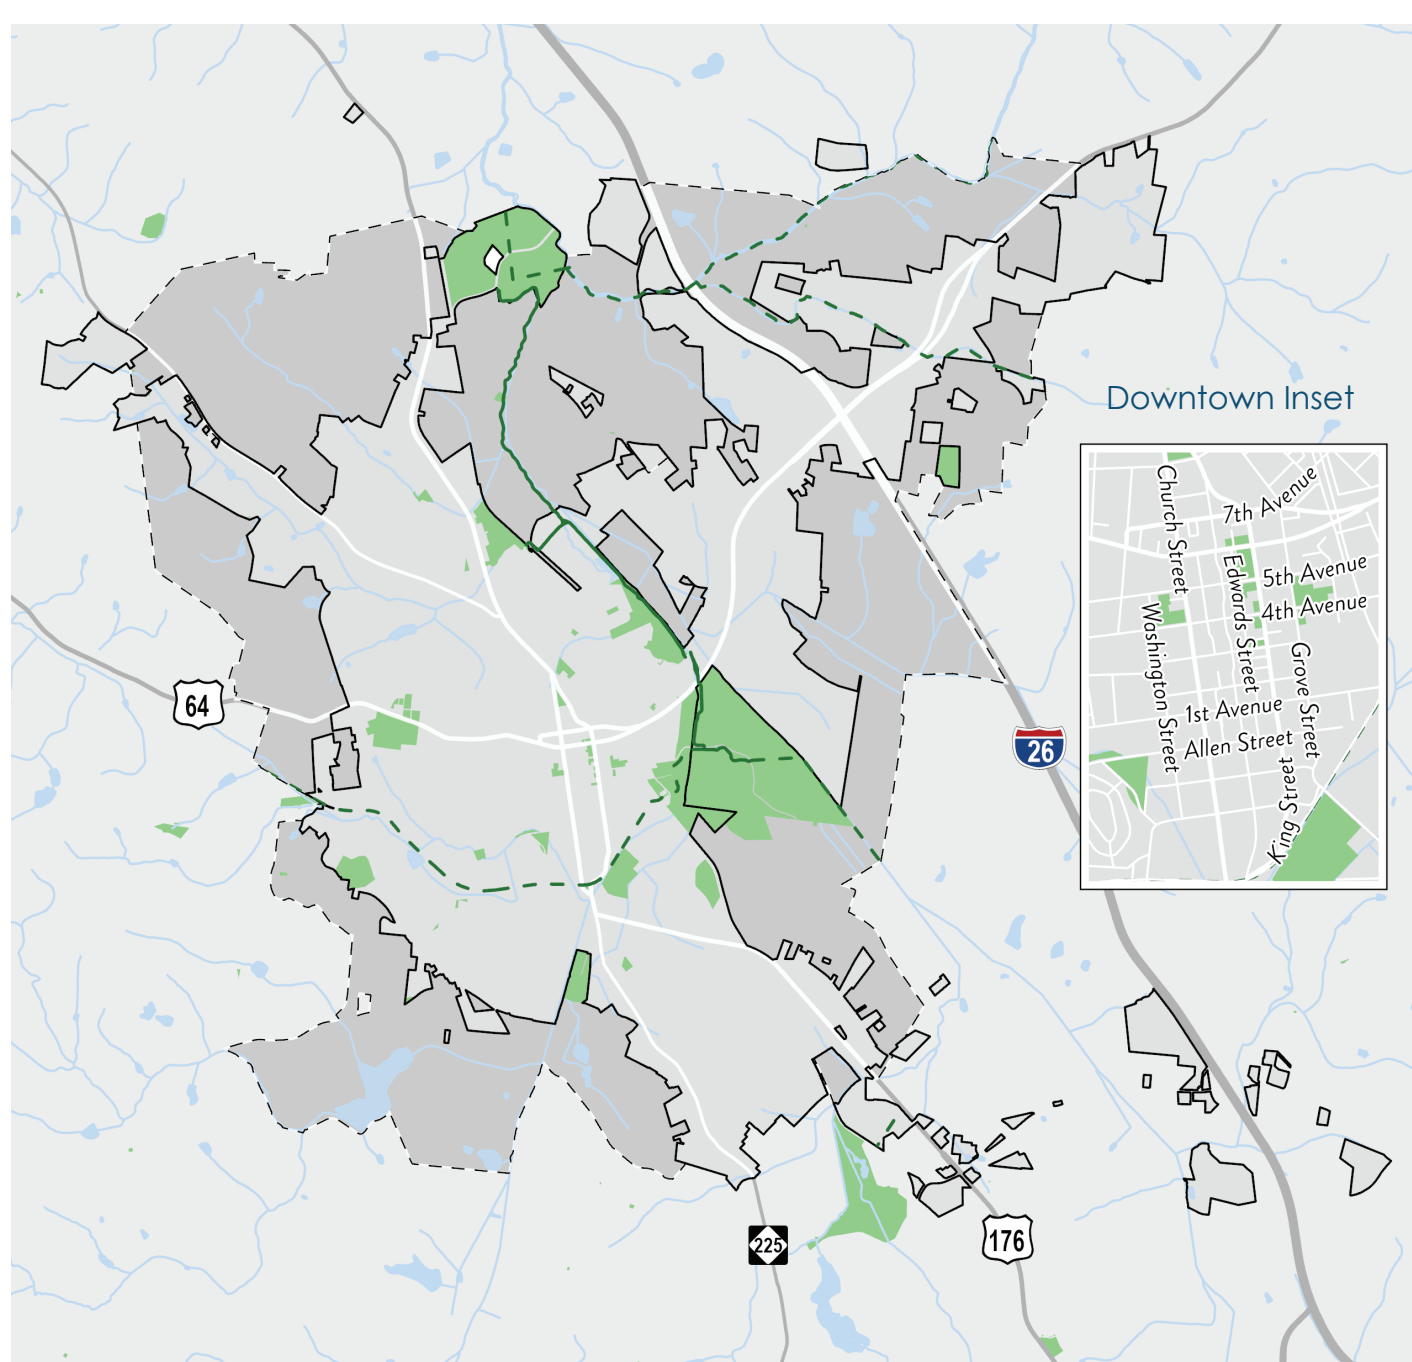 Downtown Inset
Church Street
7th Avenue
Edwards Street
5th Avenue
4th Avenue
Washington Street
Grove Street
1st Avenue
Allen Street
King Street
64
26
225
176